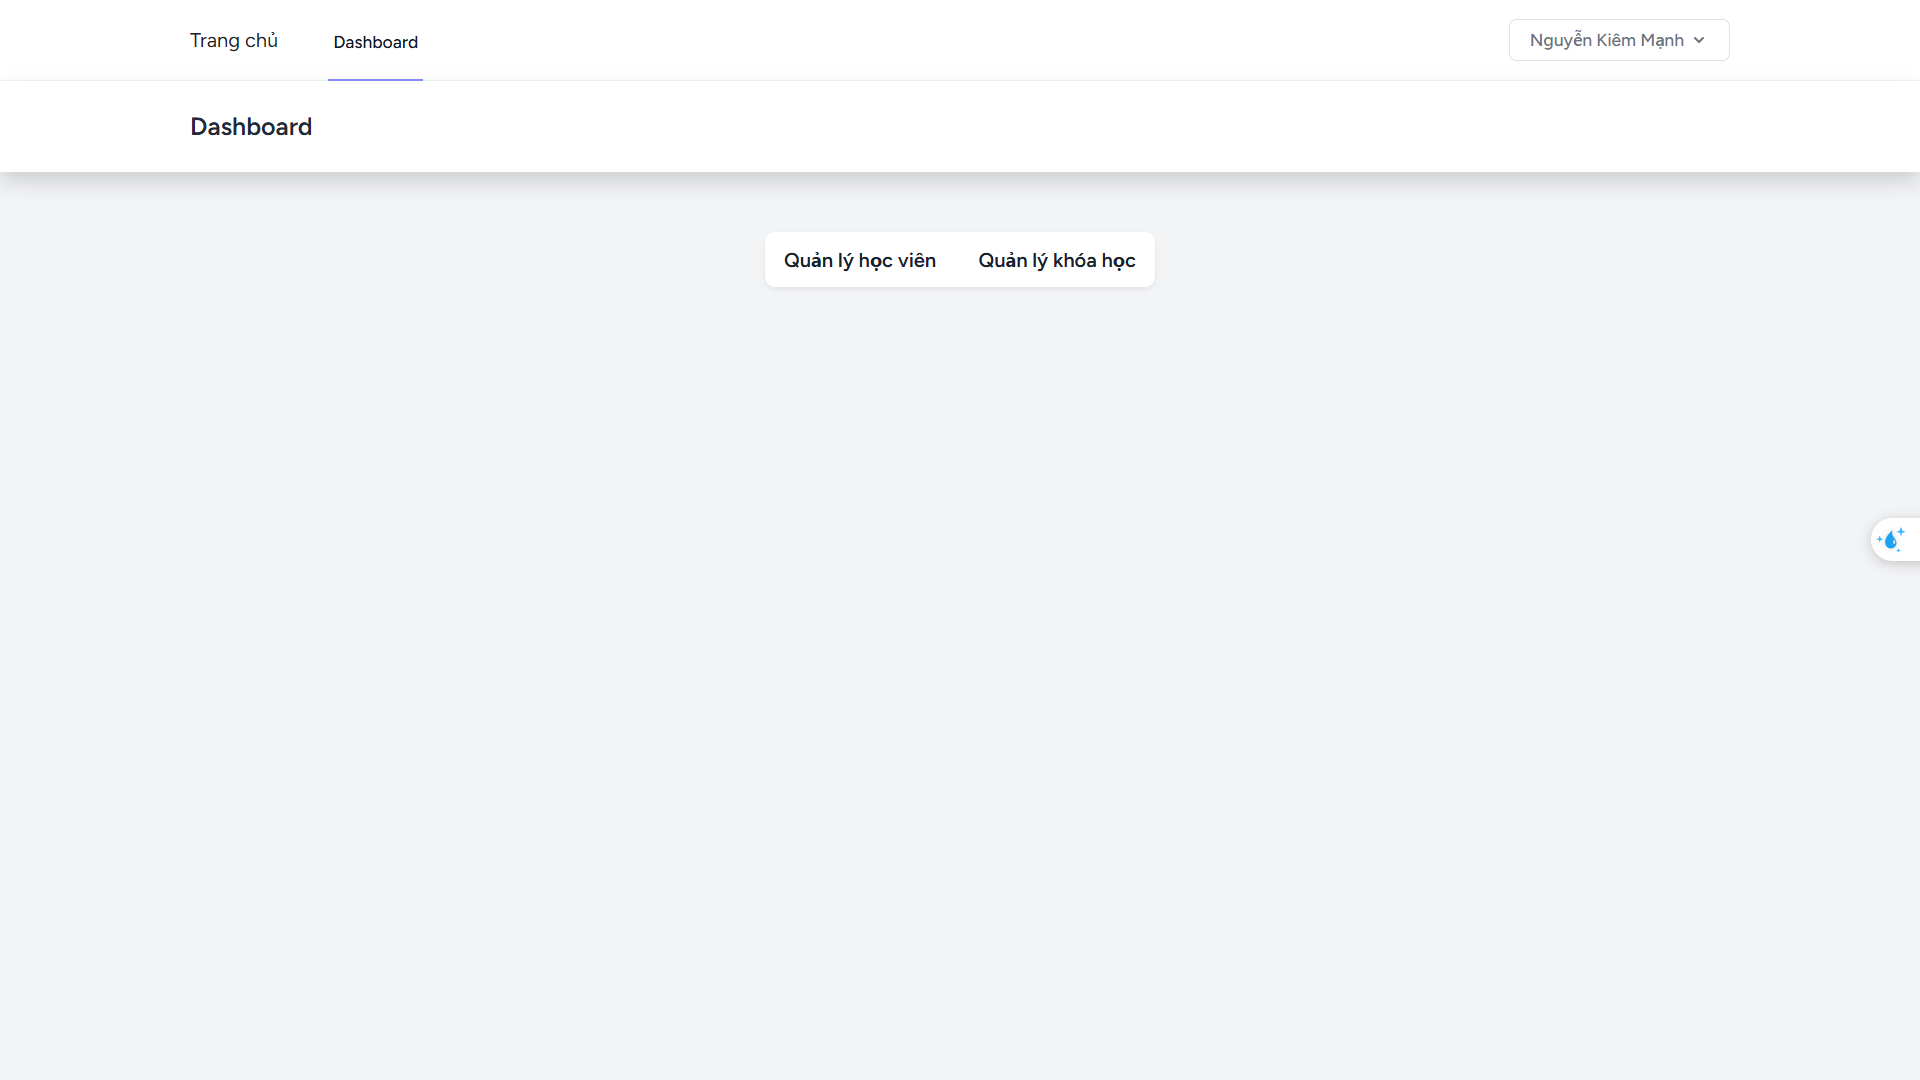 Trang chủ Dashboard Nguyễn Kiêm Mạnh
Dashboard
Quản lý học viên Quản lý khóa học